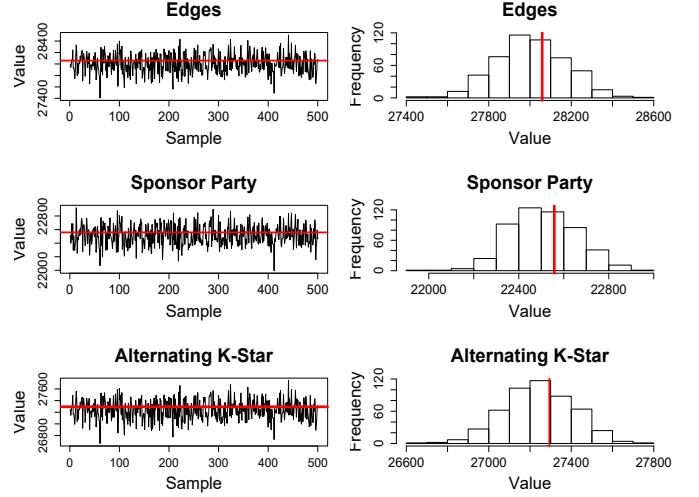 Edges
Edges
Value
27400
28400
0
100
200
300
400
500
Sample
Frequency
0
60
120
27400
27800
28200
28600
Value
Sponsor Party
Sponsor Party
Value
22000
22800
0
100
200
300
400
500
Sample
Frequency
0
60
120
22000
22400
22800
Value
Alternating K-Star
Alternating K-Star
Value
26800
27600
0
100
200
300
400
500
Sample
Frequency
0
60
120
26600
27000
27400
27800
Value